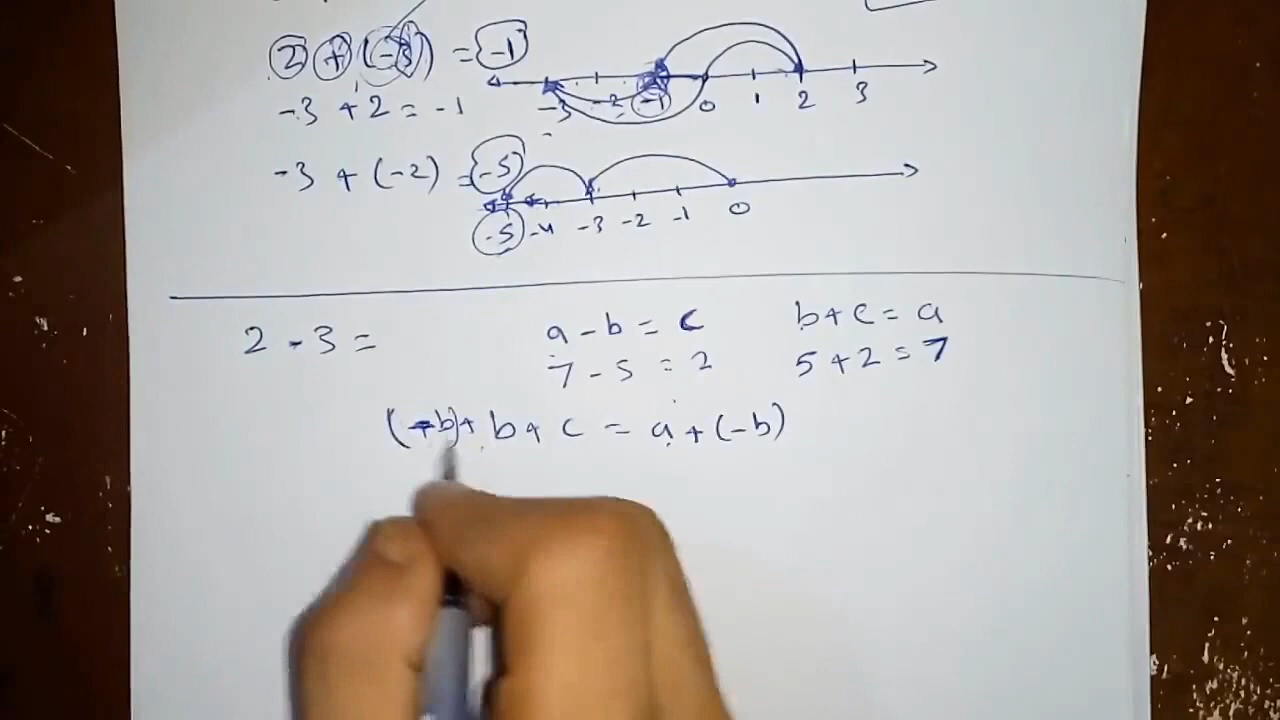 2 + (-3) = -1
-3 -2 -1 0 1 2 3
-3 + 2 = -1
-3 + (-2) = -5
-5 -4 -3 -2 -1 0
2 - 3 =
a - b = c
b + c = a
7 - 5 = 2
5 + 2 = 7
(-b) + b + c = a + (-b)